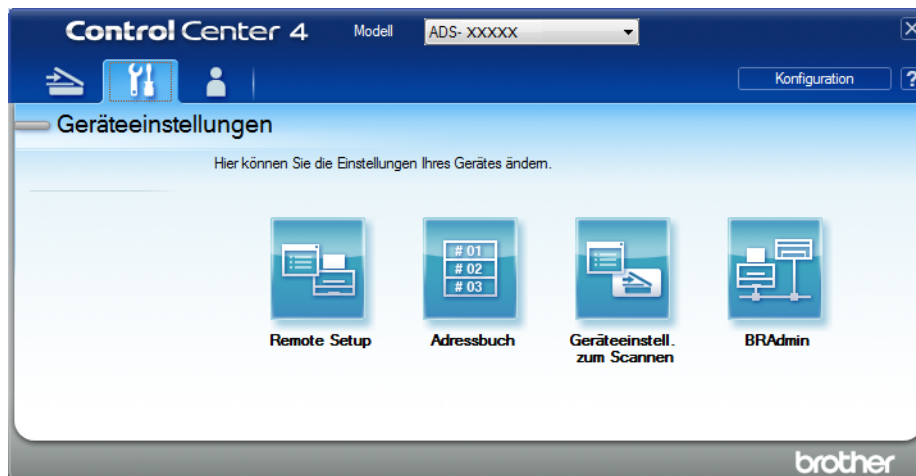 Control Center 4
Modell
ADS- XXXXX
X
Konfiguration
?
Geräteeinstellungen
Hier können Sie die Einstellungen Ihres Gerätes ändern.
# 01
# 02
# 03
Remote Setup
Adressbuch
Geräteeinstell.
zum Scannen
BRAdmin
brother